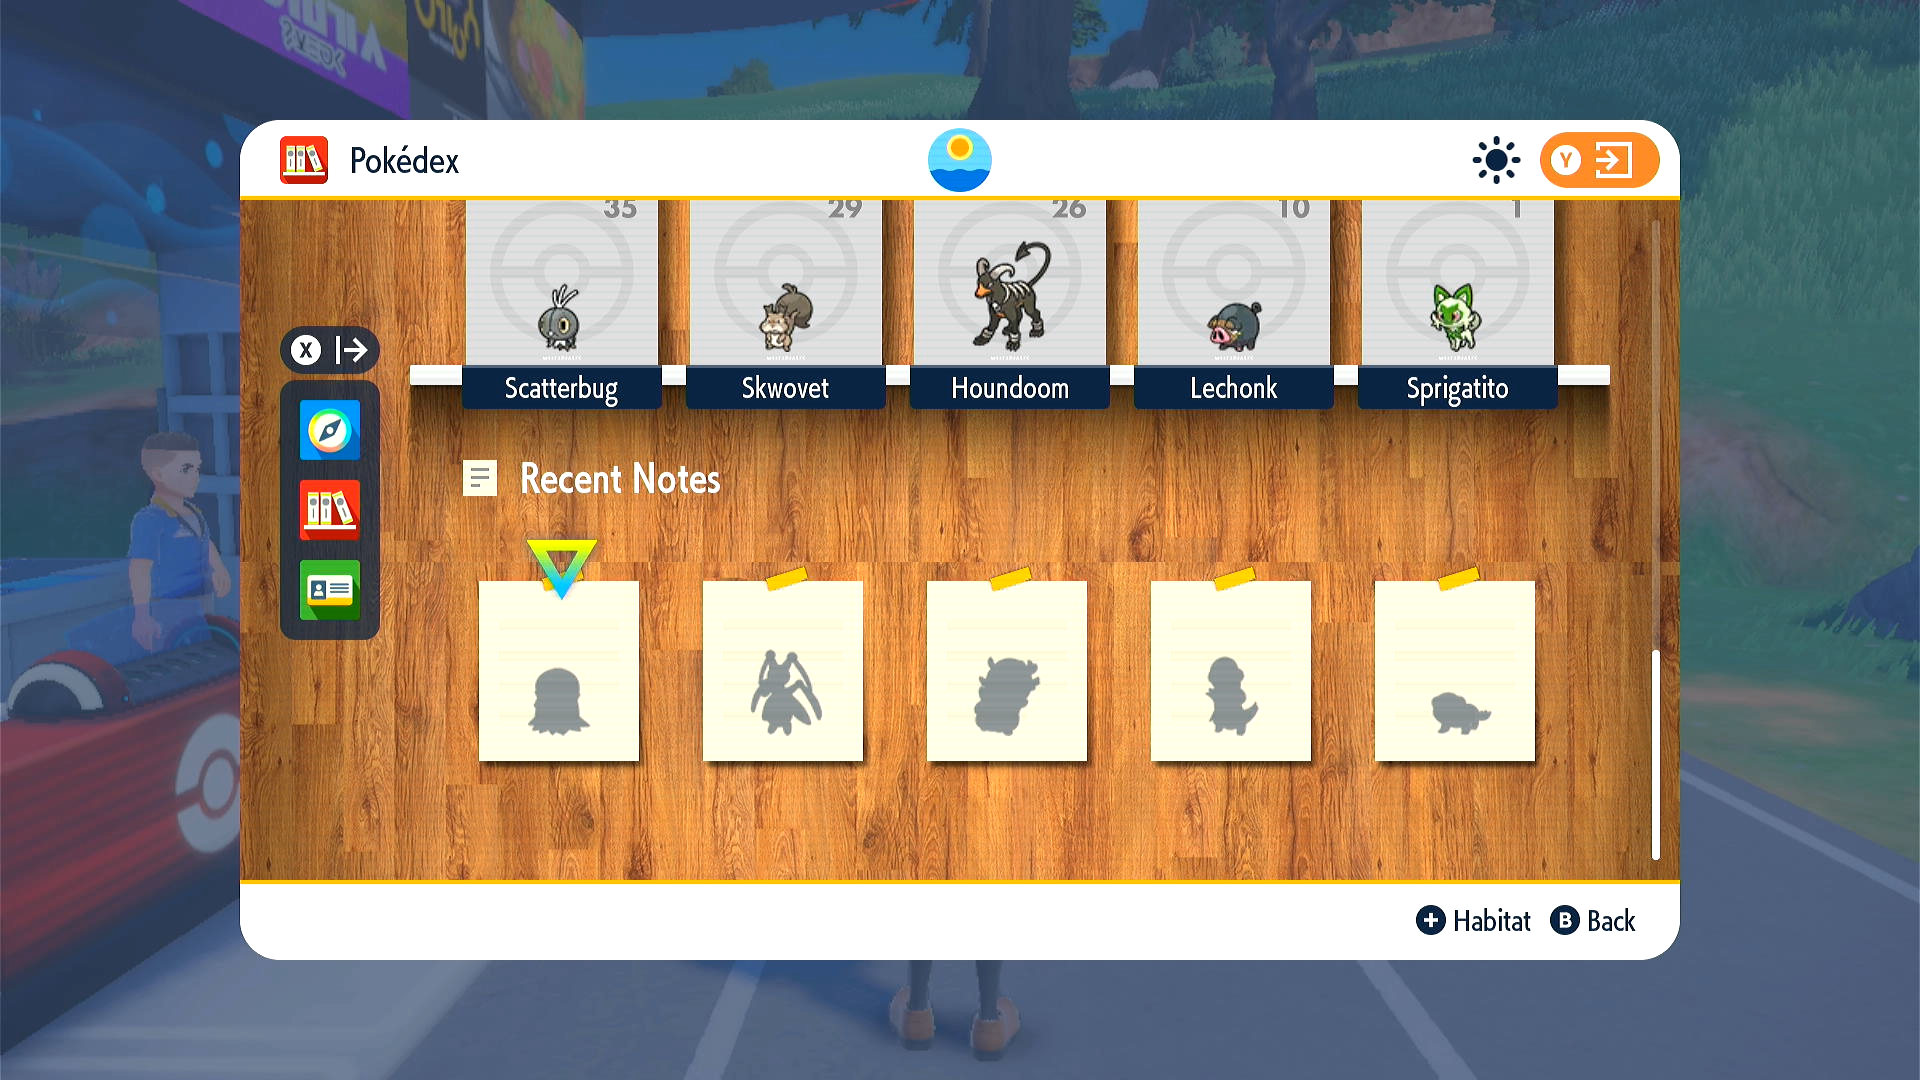 Pokédex
Y
35
29
26
10
1
X
Scatterbug
Skwovet
Houndoom
Lechonk
Sprigatito
Recent Notes
+ Habitat
B Back